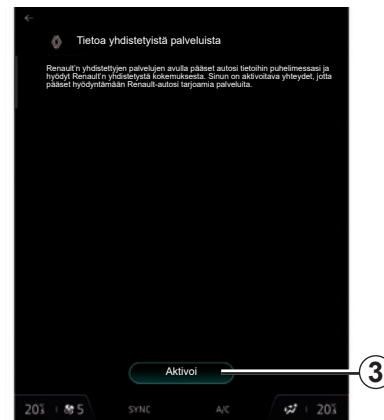 Tietoa yhdistetyistä palveluista
Renault'n yhdistettyjen palvelujen avulla pääset autosi tietoihin puhelimessasi ja
hyödyt Renault'n yhdistetystä kokemuksesta. Sinun on aktivoitava yhteydet, jotta
pääset hyödyntämään Renault-autosi tarjoamia palveluita.
Aktivoi
3
5 SYNC A/C